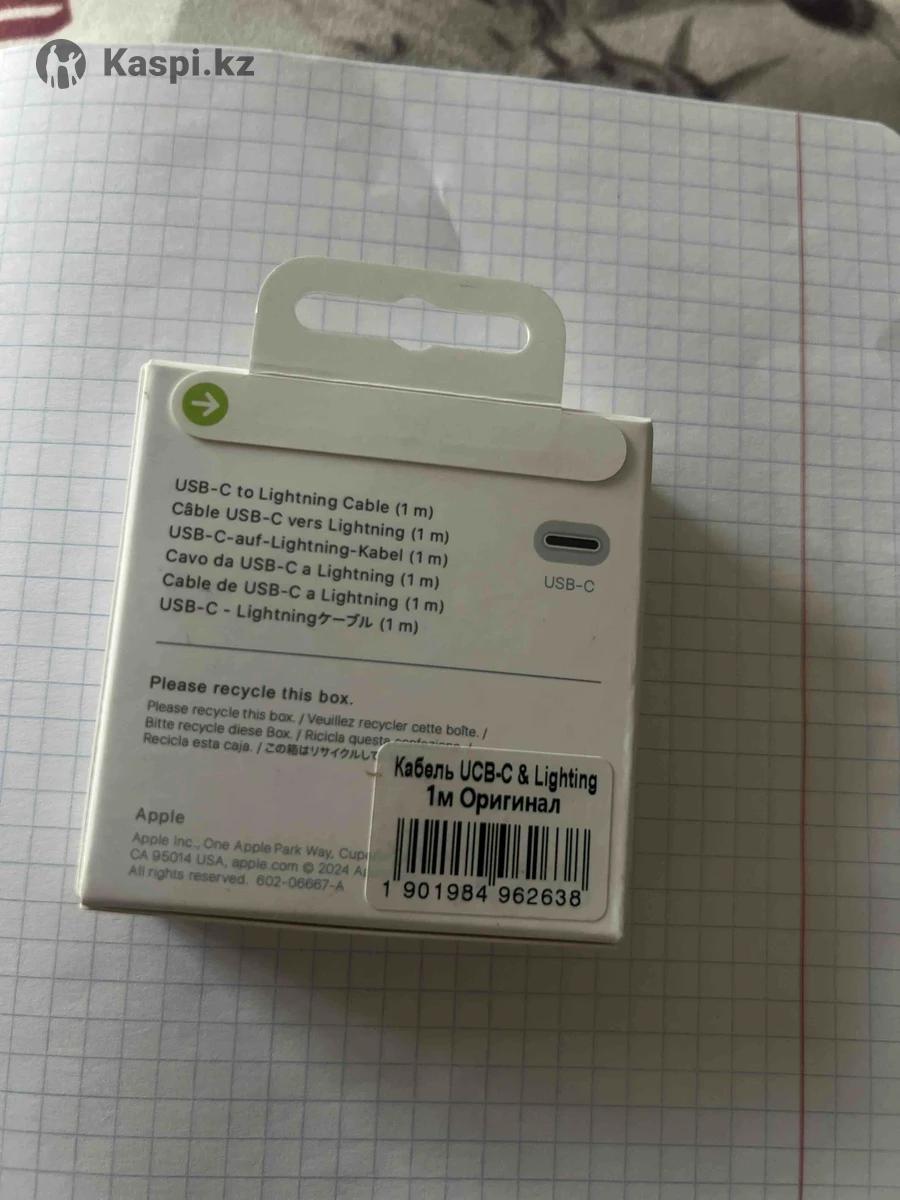 Kaspi.kz
USB-C to Lightning Cable (1 m)
Câble USB-C vers Lightning (1 m)
USB-C-auf-Lightning-Kabel (1 m)
Cavo da USB-C a Lightning (1 m)
Cable de USB-C a Lightning (1 m)
USB-C - Lightningケーブル (1 m)
USB-C
Please recycle this box.
Please recycle this box. / Veuillez recycler cette boîte. /
Bitte recycle diese Box. / Ricicla questa confezione. /
Recicla esta caja. / この箱はリサイクルして
Кабель UCB-C & Lighting
1м Оригинал
1 901984 962638
Apple
Apple Inc., One Apple Park Way,
CA 95014 USA, apple.com © 2024
All rights reserved. 602-06667-A